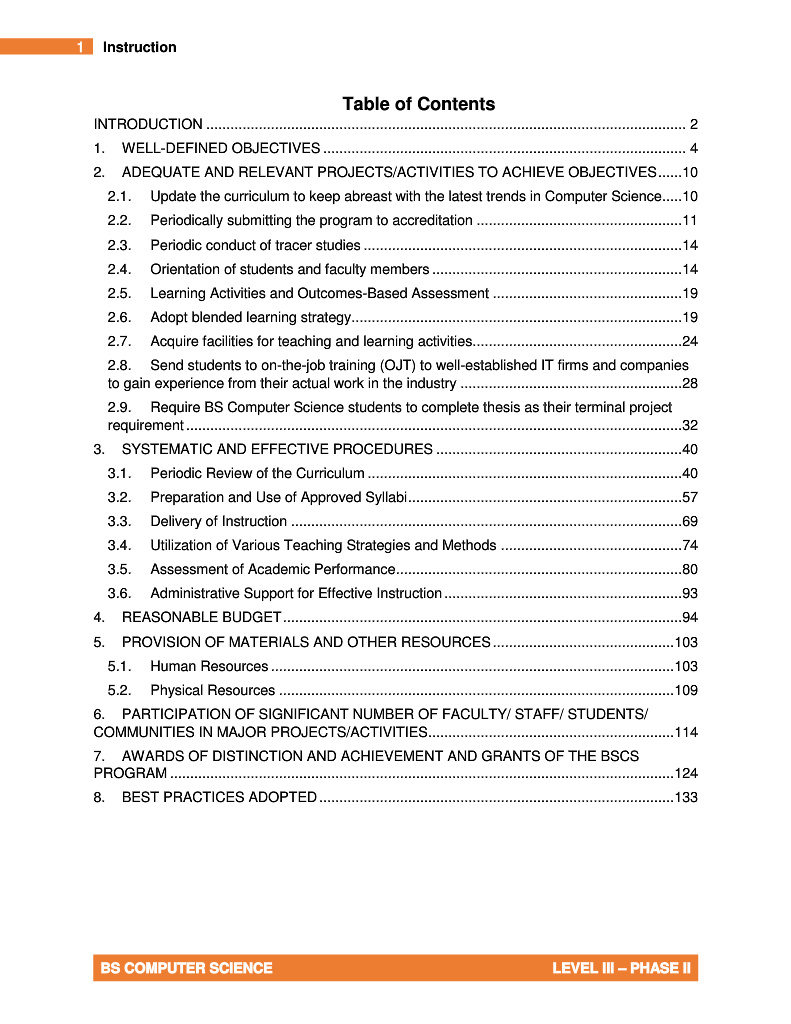 1 Instruction
Table of Contents
INTRODUCTION ........................................................................................................................ 2
1. WELL-DEFINED OBJECTIVES .......................................................................................... 4
2. ADEQUATE AND RELEVANT PROJECTS/ACTIVITIES TO ACHIEVE OBJECTIVES......10
2.1. Update the curriculum to keep abreast with the latest trends in Computer Science.....10
2.2. Periodically submitting the program to accreditation ...................................................11
2.3. Periodic conduct of tracer studies ...............................................................................14
2.4. Orientation of students and faculty members ..............................................................14
2.5. Learning Activities and Outcomes-Based Assessment ...............................................19
2.6. Adopt blended learning strategy..................................................................................19
2.7. Acquire facilities for teaching and learning activities....................................................24
2.8. Send students to on-the-job training (OJT) to well-established IT firms and companies
to gain experience from their actual work in the industry .......................................................28
2.9. Require BS Computer Science students to complete thesis as their terminal project
requirement ...........................................................................................................................32
3. SYSTEMATIC AND EFFECTIVE PROCEDURES .............................................................40
3.1. Periodic Review of the Curriculum ..............................................................................40
3.2. Preparation and Use of Approved Syllabi....................................................................57
3.3. Delivery of Instruction .................................................................................................69
3.4. Utilization of Various Teaching Strategies and Methods .............................................74
3.5. Assessment of Academic Performance.......................................................................80
3.6. Administrative Support for Effective Instruction ...........................................................93
4. REASONABLE BUDGET...................................................................................................94
5. PROVISION OF MATERIALS AND OTHER RESOURCES .............................................103
5.1. Human Resources ....................................................................................................103
5.2. Physical Resources ..................................................................................................109
6. PARTICIPATION OF SIGNIFICANT NUMBER OF FACULTY/ STAFF/ STUDENTS/
COMMUNITIES IN MAJOR PROJECTS/ACTIVITIES.............................................................114
7. AWARDS OF DISTINCTION AND ACHIEVEMENT AND GRANTS OF THE BSCS
PROGRAM .............................................................................................................................124
8. BEST PRACTICES ADOPTED ........................................................................................133
BS COMPUTER SCIENCE LEVEL III – PHASE II